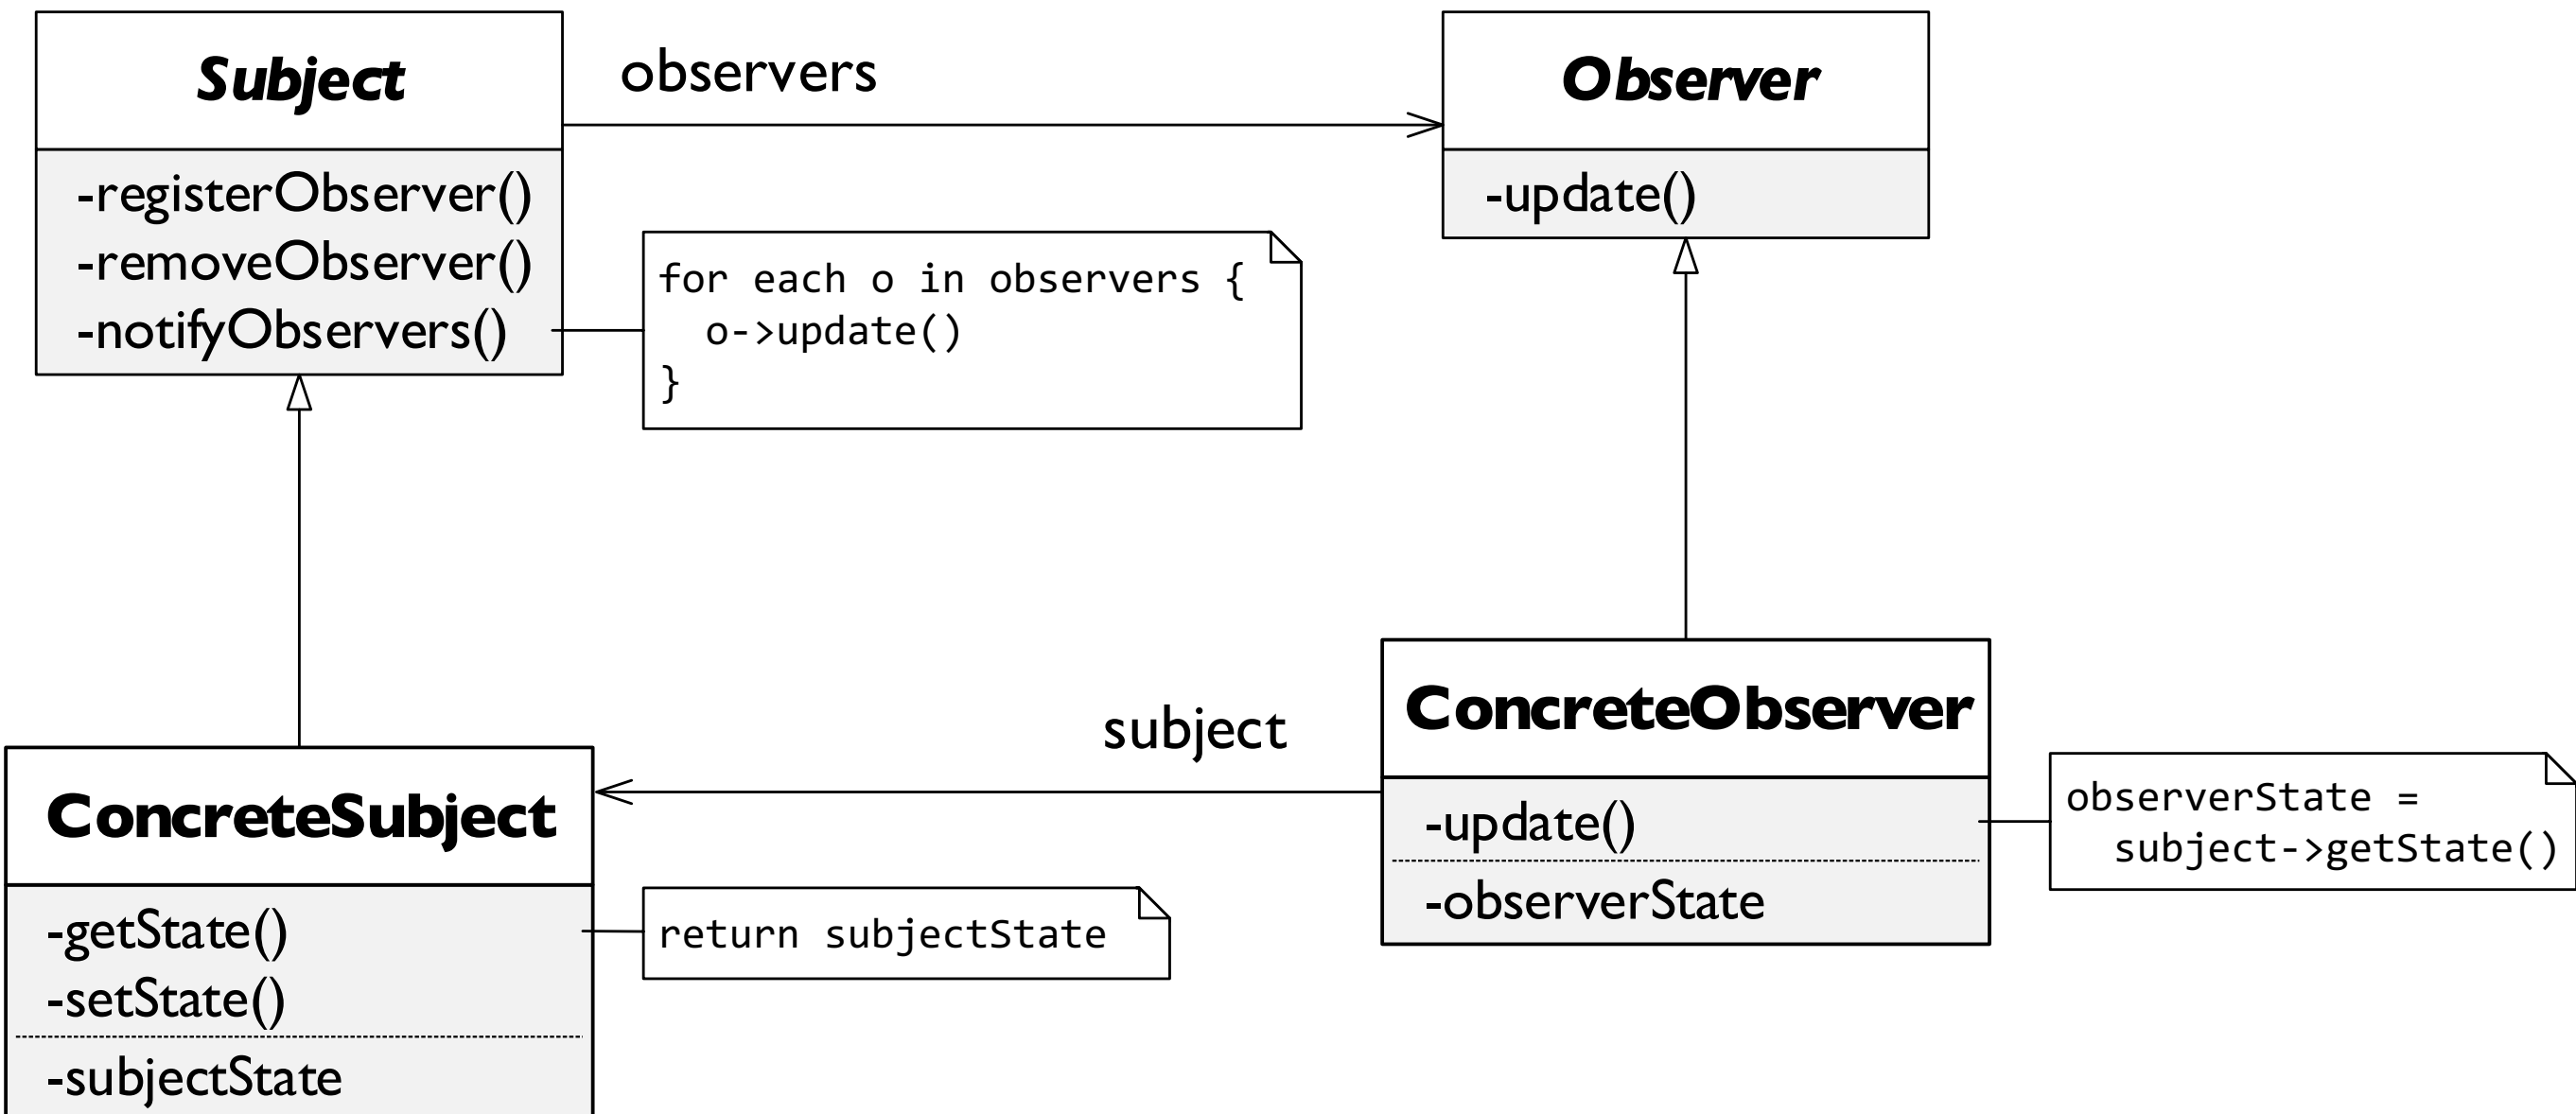 Subject
-registerObserver()
-removeObserver()
-notifyObservers()
observers
Observer
-update()
for each o in observers {
  o->update()
}
ConcreteSubject
-getState()
-setState()
-subjectState
return subjectState
subject
ConcreteObserver
-update()
-observerState
observerState =
  subject->getState()